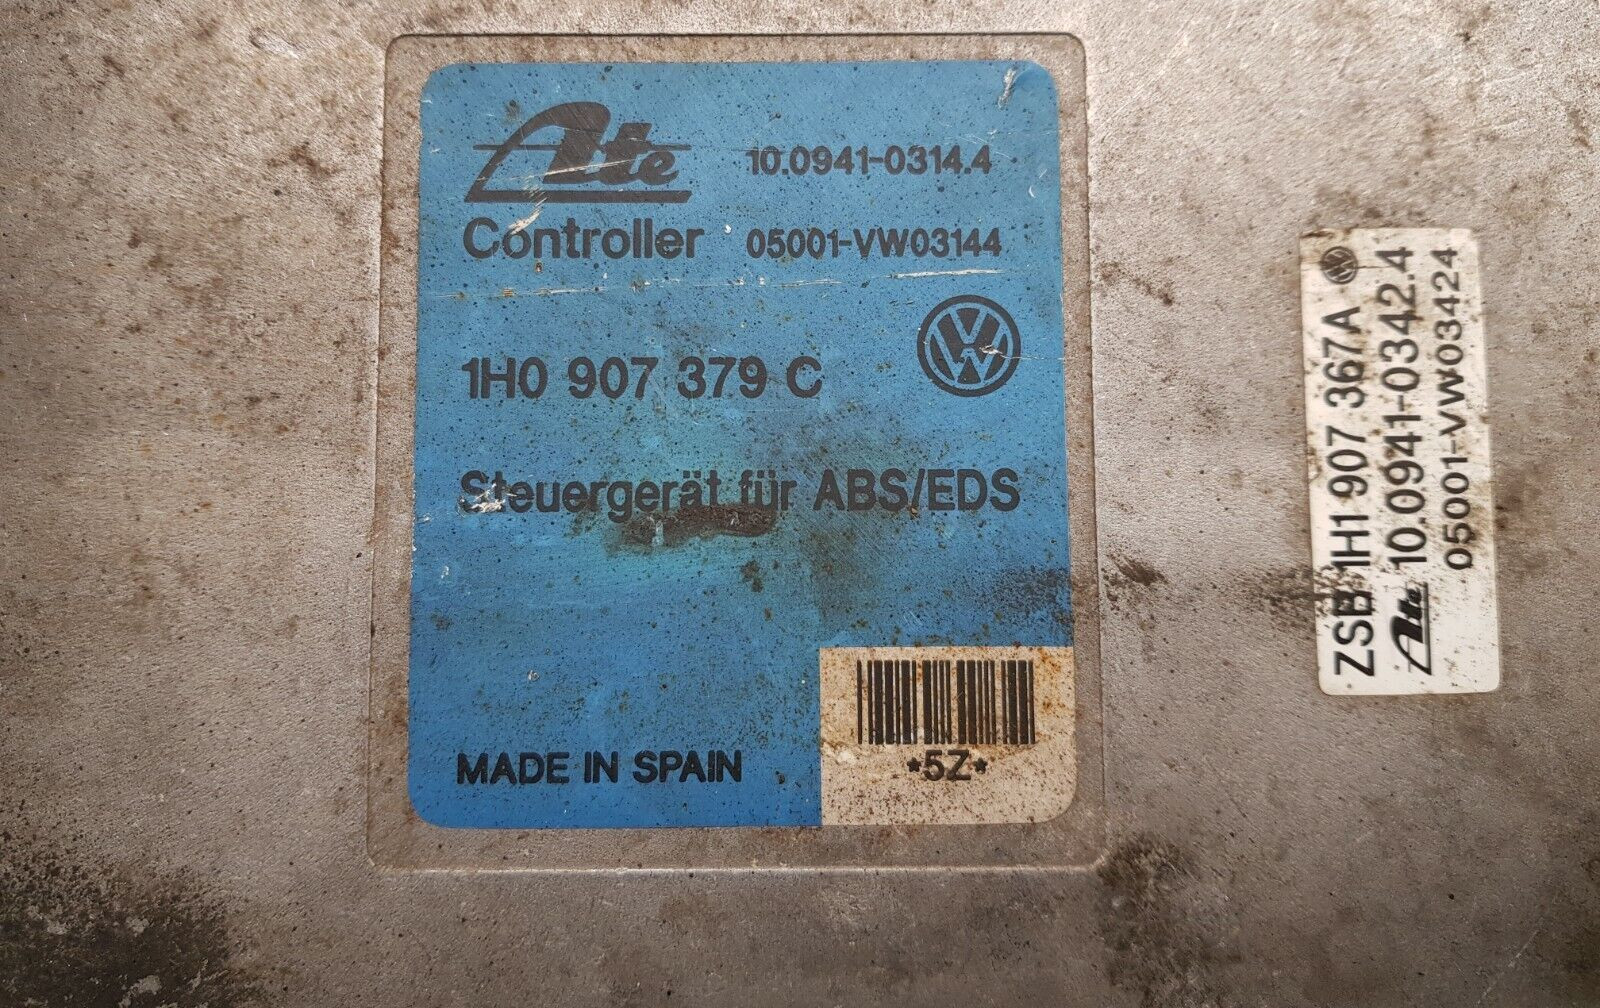 Ate
10.0941-0314.4
Controller 05001-VW03144
1H0 907 379 C
Steuergerät für ABS/EDS
MADE IN SPAIN
*5Z*
ZSB 1H1 907 367A
Ate 10.0941-0342.4
05001-VW03424